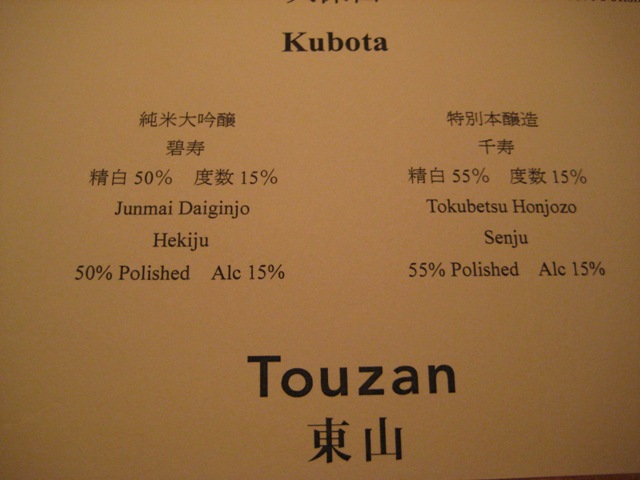 Kubota
純米大吟醸
碧寿
精白 50% 度数 15%
Junmai Daiginjo
Hekiju
50% Polished Alc 15%
特別本醸造
千寿
精白 55% 度数 15%
Tokubetsu Honjozo
Senju
55% Polished Alc 15%
Touzan
東山